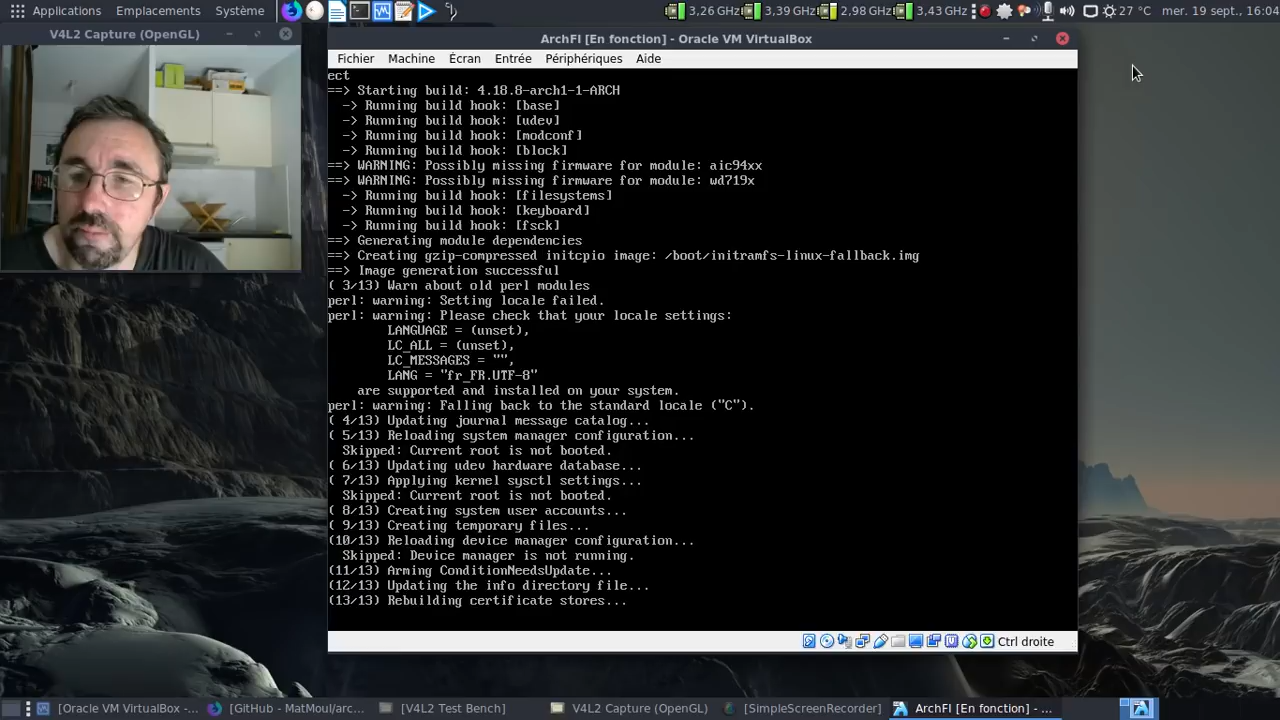 Applications Emplacements Système 3,26 GHz 3,39 GHz 2,98 GHz 3,43 GHz 27 °C mer. 19 sept., 16:04
V4L2 Capture (OpenGL)
ArchFI [En fonction] - Oracle VM VirtualBox
Fichier Machine Écran Entrée Périphériques Aide
ect
==> Starting build: 4.18.8-arch1-1-ARCH
-> Running build hook: [base]
-> Running build hook: [udev]
-> Running build hook: [modconf]
-> Running build hook: [block]
==> WARNING: Possibly missing firmware for module: aic94xx
==> WARNING: Possibly missing firmware for module: wd719x
-> Running build hook: [filesystems]
-> Running build hook: [keyboard]
-> Running build hook: [fsck]
==> Generating module dependencies
==> Creating gzip-compressed initcpio image: /boot/initramfs-linux-fallback.img
==> Image generation successful
( 3/13) Warn about old perl modules
perl: warning: Setting locale failed.
perl: warning: Please check that your locale settings:
LANGUAGE = (unset),
LC_ALL = (unset),
LC_MESSAGES = "",
LANG = "fr_FR.UTF-8"
are supported and installed on your system.
perl: warning: Falling back to the standard locale ("C").
( 4/13) Updating journal message catalog...
( 5/13) Reloading system manager configuration...
Skipped: Current root is not booted.
( 6/13) Updating udev hardware database...
( 7/13) Applying kernel sysctl settings...
Skipped: Current root is not booted.
( 8/13) Creating system user accounts...
( 9/13) Creating temporary files...
(10/13) Reloading device manager configuration...
Skipped: Device manager is not running.
(11/13) Arming ConditionNeedsUpdate...
(12/13) Updating the info directory file...
(13/13) Rebuilding certificate stores...
Ctrl droite
[Oracle VM VirtualBox -... [GitHub - MatMoul/arc... [V4L2 Test Bench] V4L2 Capture (OpenGL) [SimpleScreenRecorder] ArchFI [En fonction] - ...